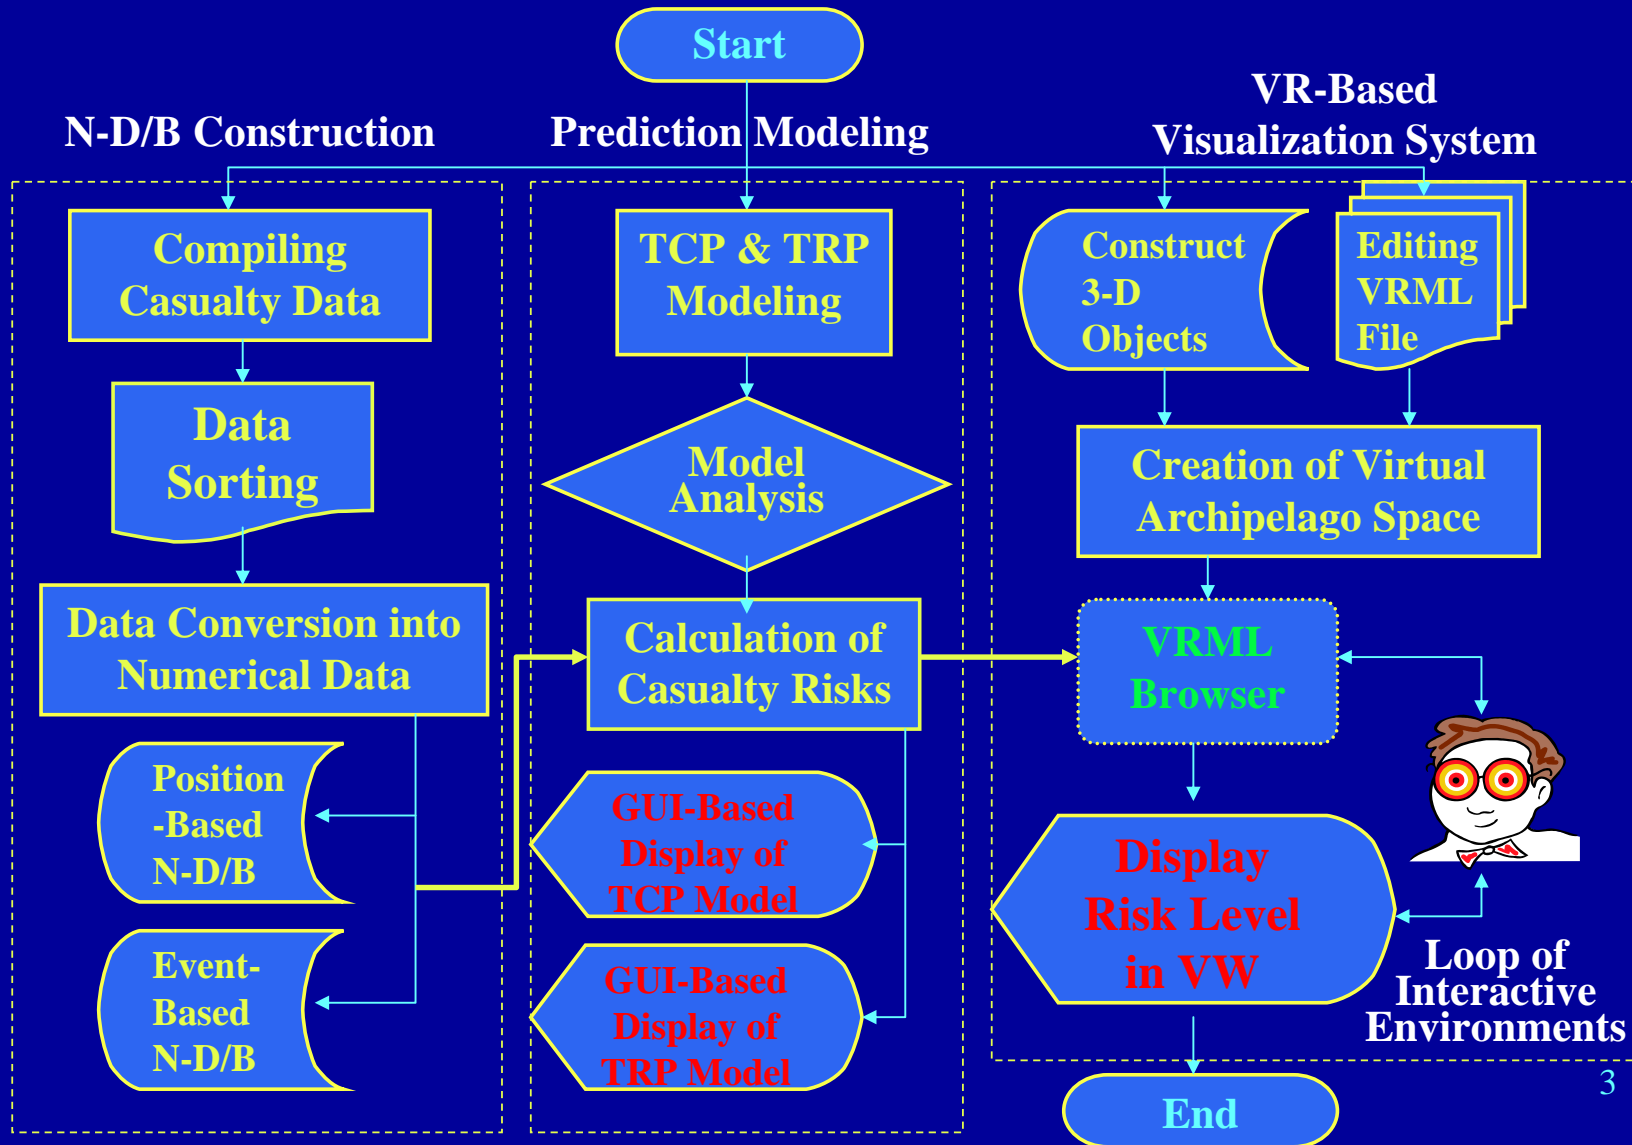 Start
N-D/B Construction
Prediction Modeling
VR-Based
Visualization System
Compiling
Casualty Data
Data
Sorting
Data Conversion into
Numerical Data
Position
-Based
N-D/B
Event-
Based
N-D/B
TCP & TRP
Modeling
Model
Analysis
Calculation of
Casualty Risks
GUI-Based
Display of
TCP Model
GUI-Based
Display of
TRP Model
Construct
3-D
Objects
Editing
VRML
File
Creation of Virtual
Archipelago Space
VRML
Browser
Display
Risk Level
in VW
Loop of
Interactive
Environments
End
3